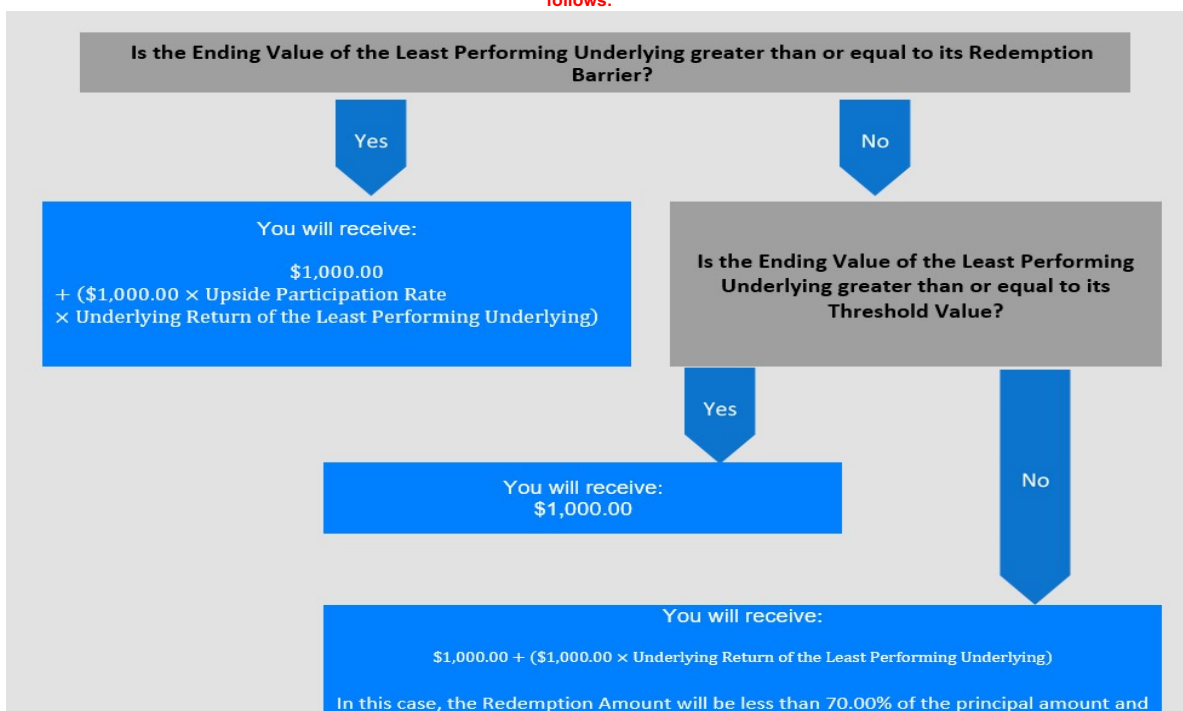 follows:
Is the Ending Value of the Least Performing Underlying greater than or equal to its Redemption
Barrier?
Yes
No
You will receive:
$1,000.00
+ ($1,000.00 × Upside Participation Rate
× Underlying Return of the Least Performing Underlying)
Is the Ending Value of the Least Performing
Underlying greater than or equal to its
Threshold Value?
Yes
No
You will receive:
$1,000.00
You will receive:
$1,000.00 + ($1,000.00 × Underlying Return of the Least Performing Underlying)
In this case, the Redemption Amount will be less than 70.00% of the principal amount and